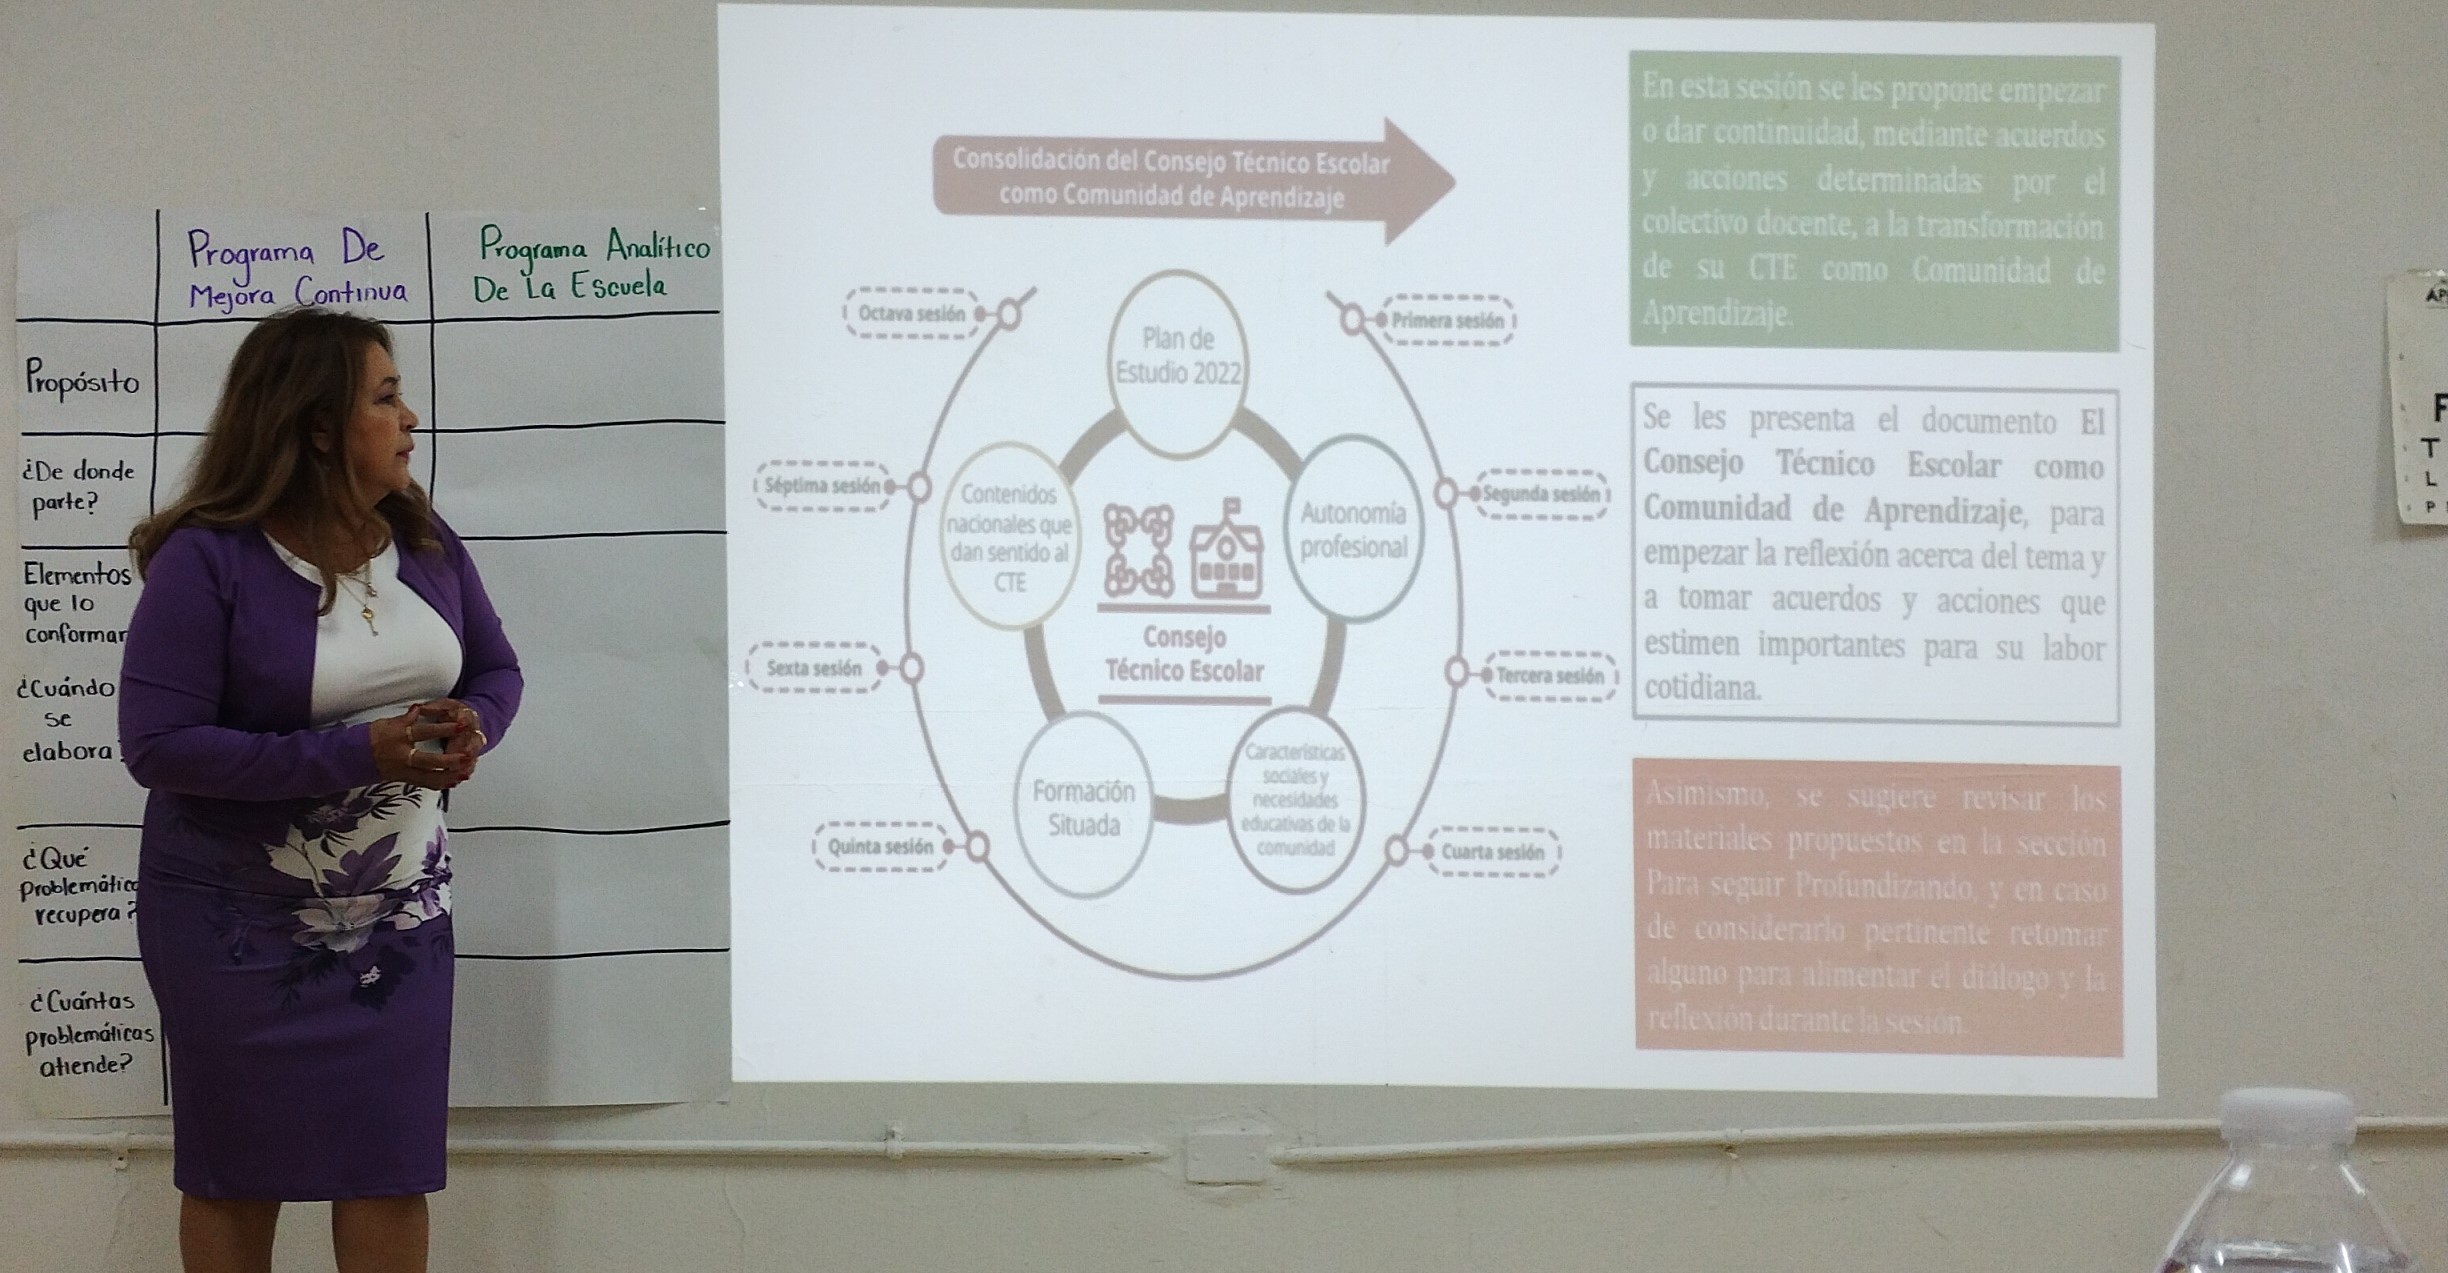 Programa De
Mejora Continua
Programa Analítico
De La Escuela
Propósito
¿De donde
parte?
Elementos
que lo
conforman
¿Cuándo
se
elabora?
¿Qué
Problemática
recupera?
¿Cuántas
problemáticas
atiende?
Consolidación del Consejo Técnico Escolar
como Comunidad de Aprendizaje
Octava sesión
Primera sesión
Séptima sesión
Segunda sesión
Sexta sesión
Tercera sesión
Quinta sesión
Cuarta sesión
Plan de
Estudio 2022
Contenidos
nacionales que
dan sentido al
CTE
Autonomía
profesional
Consejo
Técnico Escolar
Formación
Situada
Características
sociales y
necesidades
educativas de la
comunidad
En esta sesión se les propone empezar
o dar continuidad, mediante acuerdos
y acciones determinadas por el
colectivo docente, a la transformación
de su CTE como Comunidad de
Aprendizaje.
Se les presenta el documento El
Consejo Técnico Escolar como
Comunidad de Aprendizaje, para
empezar la reflexión acerca del tema y
a tomar acuerdos y acciones que
estimen importantes para su labor
cotidiana.
Asimismo, se sugiere revisar los
materiales propuestos en la sección
Para seguir Profundizando, y en caso
de considerarlo pertinente retomar
alguno para alimentar el diálogo y la
reflexión durante la sesión.